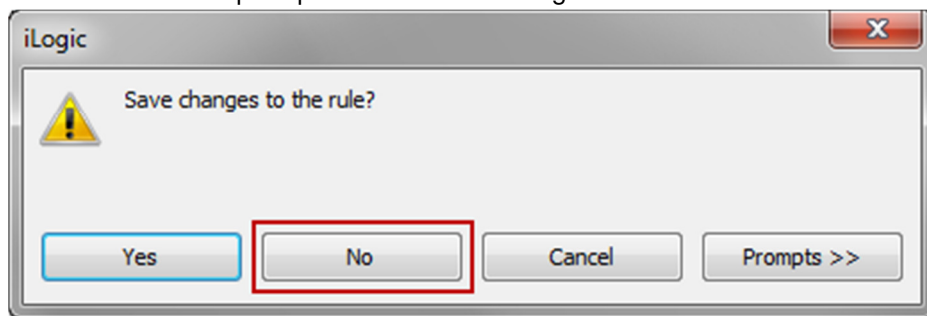 iLogic
Save changes to the rule?
Yes
No
Cancel
Prompts >>